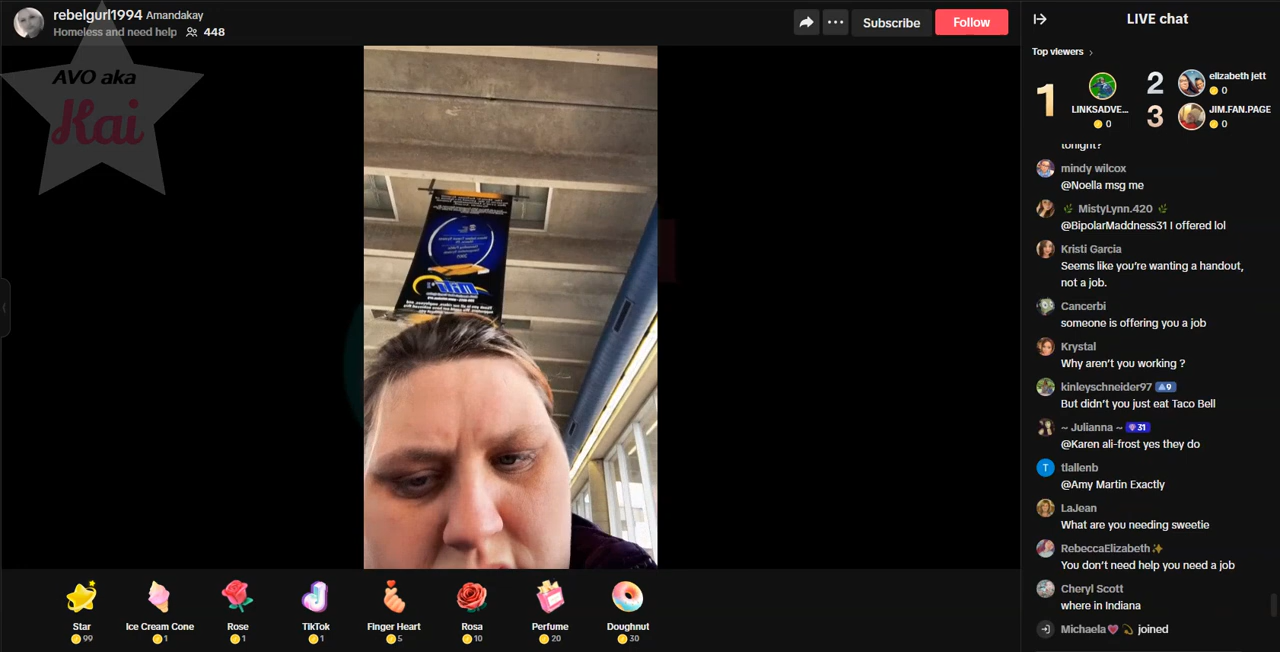 rebelgurl1994 Amandakay
Homeless and need help 448
Subscribe
Follow
AVO aka
Kai
LIVE chat
Top viewers
1
LINKSADVE...
0
2
elizabeth jett
0
3
JIM.FAN.PAGE
0
tonight?
mindy wilcox
@Noella msg me
MistyLynn.420
@BipolarMaddness31 I offered lol
Kristi Garcia
Seems like you're wanting a handout,
not a job.
Cancerbi
someone is offering you a job
Krystal
Why aren't you working ?
kinleyschneider97 9
But didn't you just eat Taco Bell
~ Julianna ~ 31
@Karen ali-frost yes they do
T
tlallenb
@Amy Martin Exactly
LaJean
What are you needing sweetie
RebeccaElizabeth
You don't need help you need a job
Cheryl Scott
where in Indiana
Michaela joined
Star
99
Ice Cream Cone
1
Rose
1
TikTok
1
Finger Heart
5
Rosa
10
Perfume
20
Doughnut
30